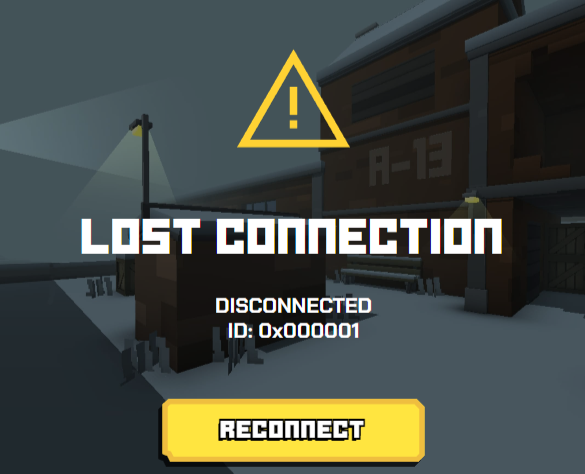 !
A-13
LOST CONNECTION
DISCONNECTED
ID: 0x000001
RECONNECT